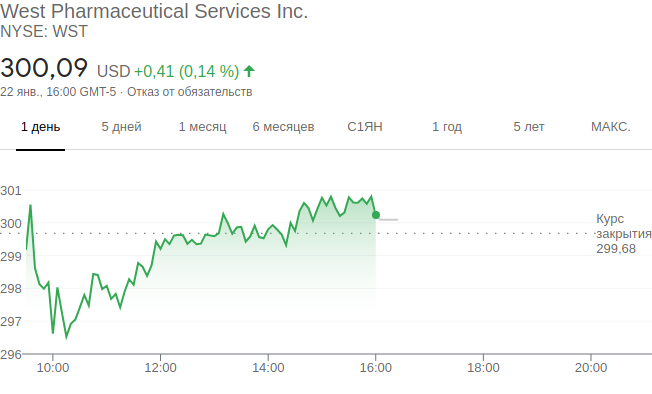 West Pharmaceutical Services Inc.
NYSE: WST
300,09 USD +0,41 (0,14 %)
22 янв., 16:00 GMT-5 · Отказ от обязательств
1 день 5 дней 1 месяц 6 месяцев С1ЯН 1 год 5 лет МАКС.
301
300
299
298
297
296
Курс
закрытия
299,68
10:00 12:00 14:00 16:00 18:00 20:00